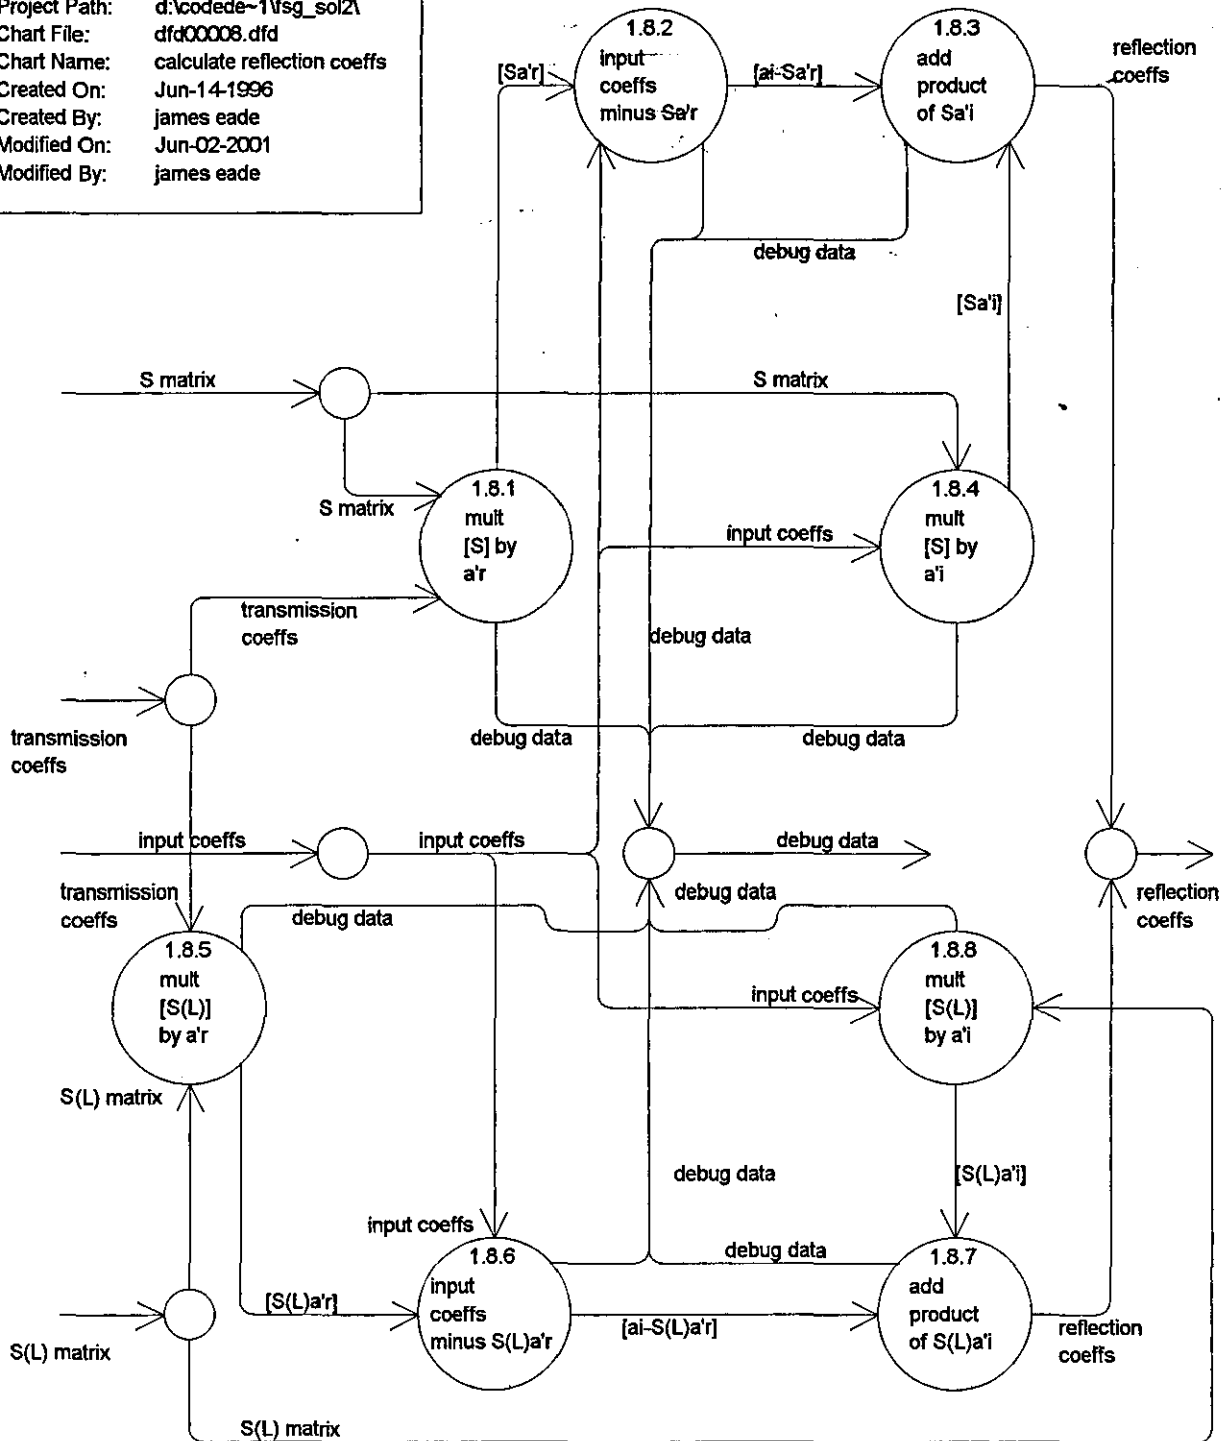 Project Path: d:\codede~1\fsg_sol2\
Chart File: dfd00008.dfd
Chart Name: calculate reflection coeffs
Created On: Jun-14-1996
Created By: james eade
Modified On: Jun-02-2001
Modified By: james eade
1.8.2
input
coeffs
minus Sa'r
1.8.3
add
product
of Sa'i
reflection
coeffs
[Sa'r]
[ai-Sa'r]
debug data
[Sa'i]
S matrix
S matrix
S matrix
1.8.1
mult
[S] by
a'r
1.8.4
mult
[S] by
a'i
input coeffs
transmission
coeffs
debug data
transmission
coeffs
debug data
debug data
input coeffs
input coeffs
debug data
transmission
coeffs
debug data
debug data
reflection
coeffs
1.8.5
mult
[S(L)]
by a'r
1.8.8
mult
[S(L)]
by a'i
input coeffs
S(L) matrix
debug data
[S(L)a'i]
input coeffs
debug data
1.8.6
input
coeffs
minus S(L)a'r
1.8.7
add
product
of S(L)a'i
[S(L)a'r]
[ai-S(L)a'r]
reflection
coeffs
S(L) matrix
S(L) matrix